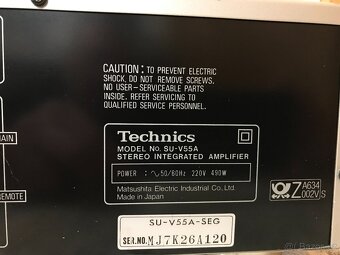 CAUTION: TO PREVENT ELECTRIC
SHOCK, DO NOT REMOVE SCREWS.
NO USER-SERVICEABLE PARTS
INSIDE. REFER SERVICING TO
QUALIFIED SERVICE PERSONNEL.
Technics
MODEL NO. SU-V55A
STEREO INTEGRATED AMPLIFIER
POWER: ∿50/60Hz 220V 490W
Matsushita Electric Industrial Co., Ltd.
Made in Japan
MAIN
REMOTE
Z A634
002V S
SU-V55A-SEG
SER.NO.MJ7K26A120